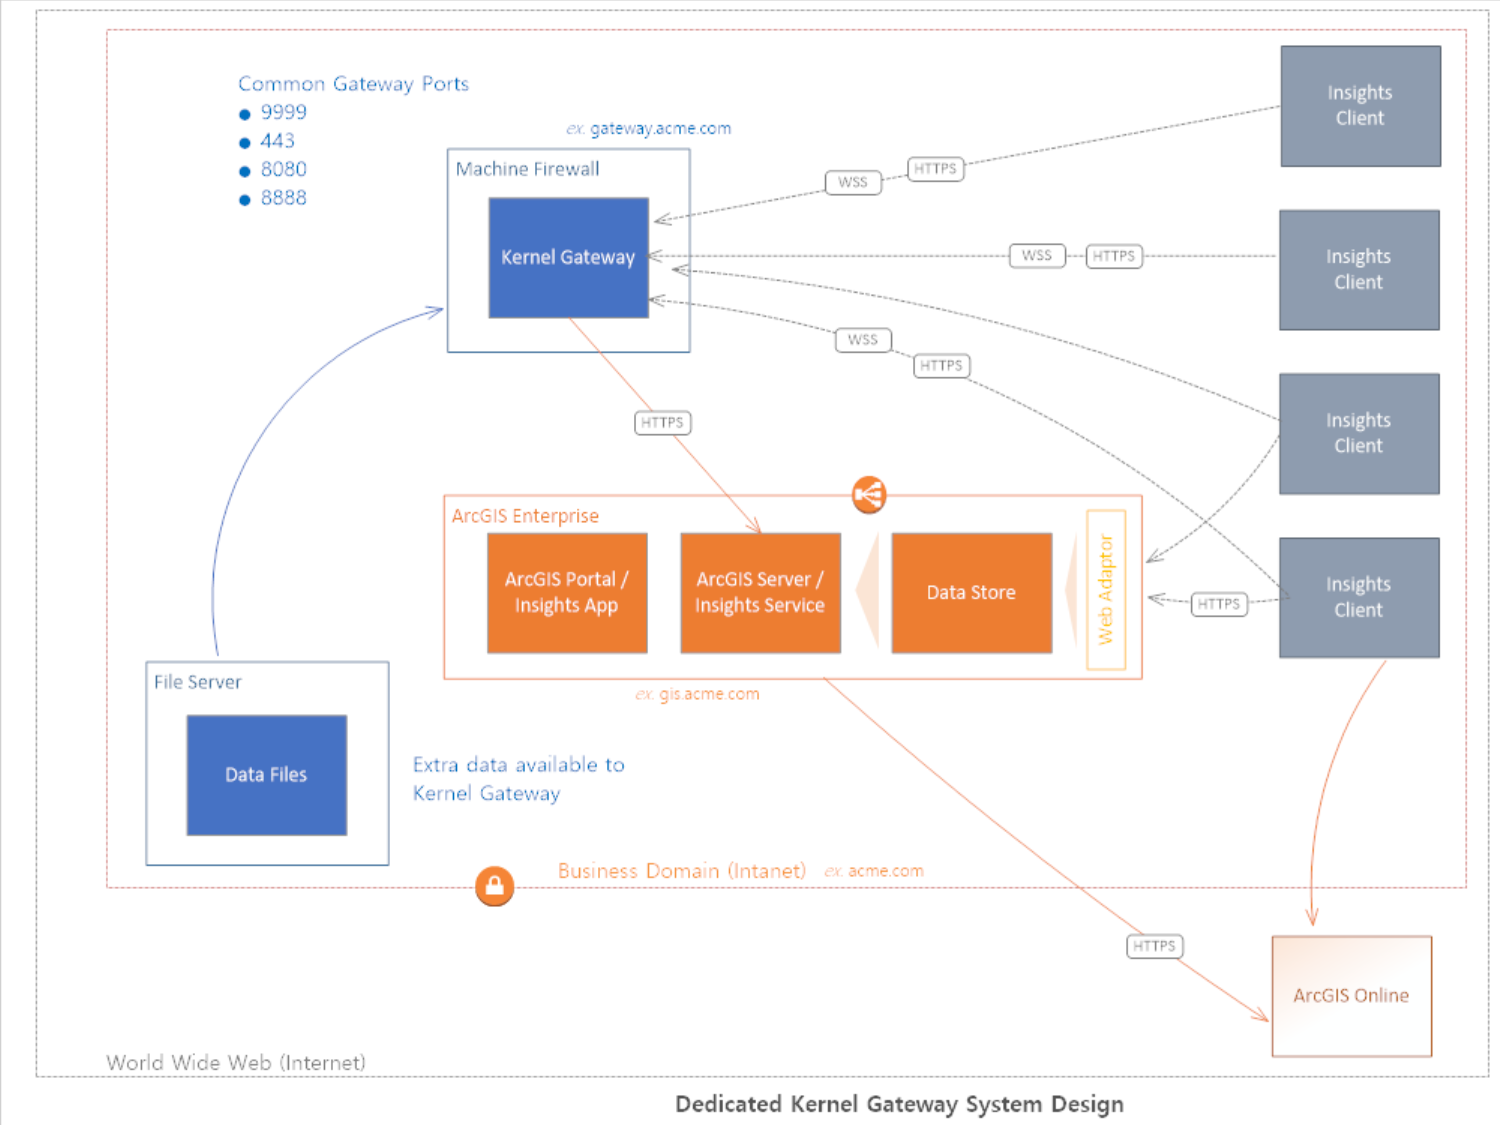 Common Gateway Ports
● 9999
● 443
● 8080
● 8888
ex. gateway.acme.com
Machine Firewall
Kernel Gateway
WSS
HTTPS
Insights
Client
WSS
HTTPS
Insights
Client
WSS
HTTPS
Insights
Client
HTTPS
ArcGIS Enterprise
ArcGIS Portal /
Insights App
ArcGIS Server /
Insights Service
Data Store
Web Adaptor
HTTPS
Insights
Client
ex. gis.acme.com
File Server
Data Files
Extra data available to
Kernel Gateway
Business Domain (Intanet) ex. acme.com
HTTPS
ArcGIS Online
World Wide Web (Internet)
Dedicated Kernel Gateway System Design